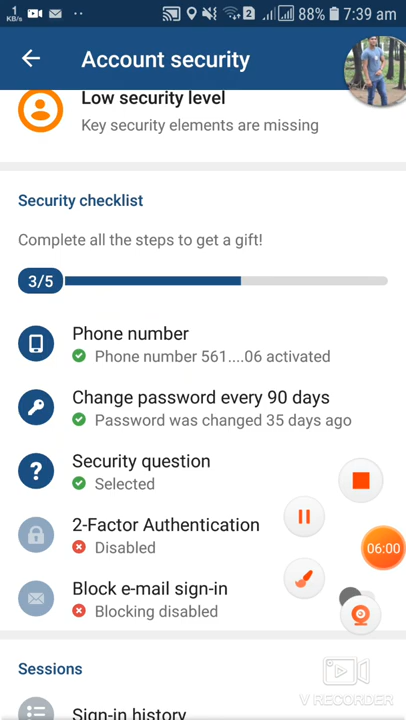 1
KB/s
2
88%
7:39 am
Account security
Low security level
Key security elements are missing
Security checklist
Complete all the steps to get a gift!
3/5
Phone number
Phone number 561....06 activated
Change password every 90 days
Password was changed 35 days ago
?
Security question
Selected
2-Factor Authentication
Disabled
06:00
Block e-mail sign-in
Blocking disabled
Sessions
V RECORDER
Sign-in history